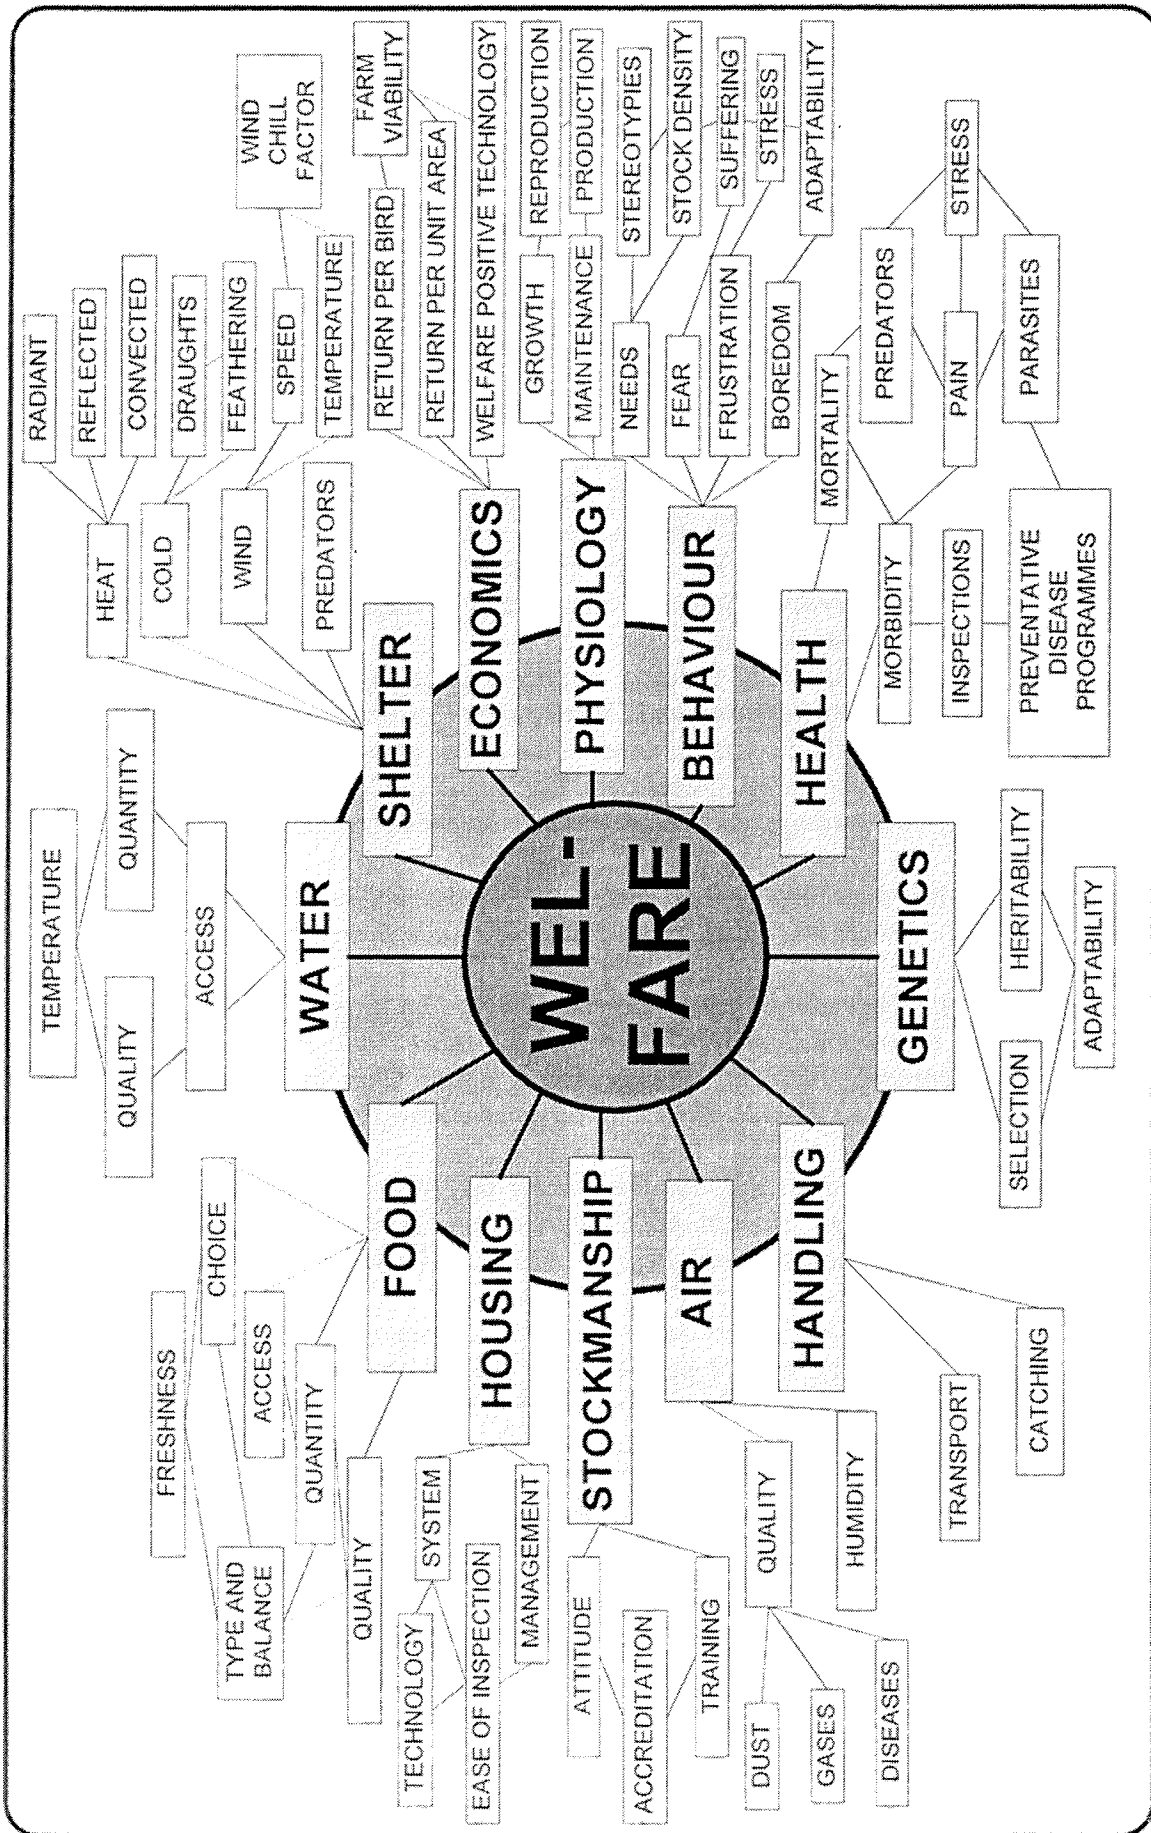 TEMPERATURE
QUALITY
QUANTITY
ACCESS
WATER
FRESHNESS
CHOICE
TYPE AND
BALANCE
ACCESS
QUANTITY
QUALITY
FOOD
HEAT
RADIANT
REFLECTED
CONVECTED
COLD
DRAUGHTS
FEATHERING
WIND
SPEED
TEMPERATURE
WIND
CHILL
FACTOR
PREDATORS
SHELTER
TECHNOLOGY
SYSTEM
EASE OF INSPECTION
MANAGEMENT
HOUSING
WEL-
FARE
ECONOMICS
RETURN PER BIRD
FARM
VIABILITY
RETURN PER UNIT AREA
WELFARE POSITIVE TECHNOLOGY
ATTITUDE
ACCREDITATION
TRAINING
STOCKMANSHIP
PHYSIOLOGY
GROWTH
REPRODUCTION
MAINTENANCE
PRODUCTION
DUST
GASES
DISEASES
QUALITY
HUMIDITY
AIR
BEHAVIOUR
NEEDS
STEREOTYPIES
STOCK DENSITY
FEAR
SUFFERING
FRUSTRATION
STRESS
BOREDOM
ADAPTABILITY
HANDLING
TRANSPORT
CATCHING
HEALTH
MORTALITY
MORBIDITY
PREDATORS
PAIN
STRESS
INSPECTIONS
PARASITES
PREVENTATIVE
DISEASE
PROGRAMMES
GENETICS
SELECTION
HERITABILITY
ADAPTABILITY